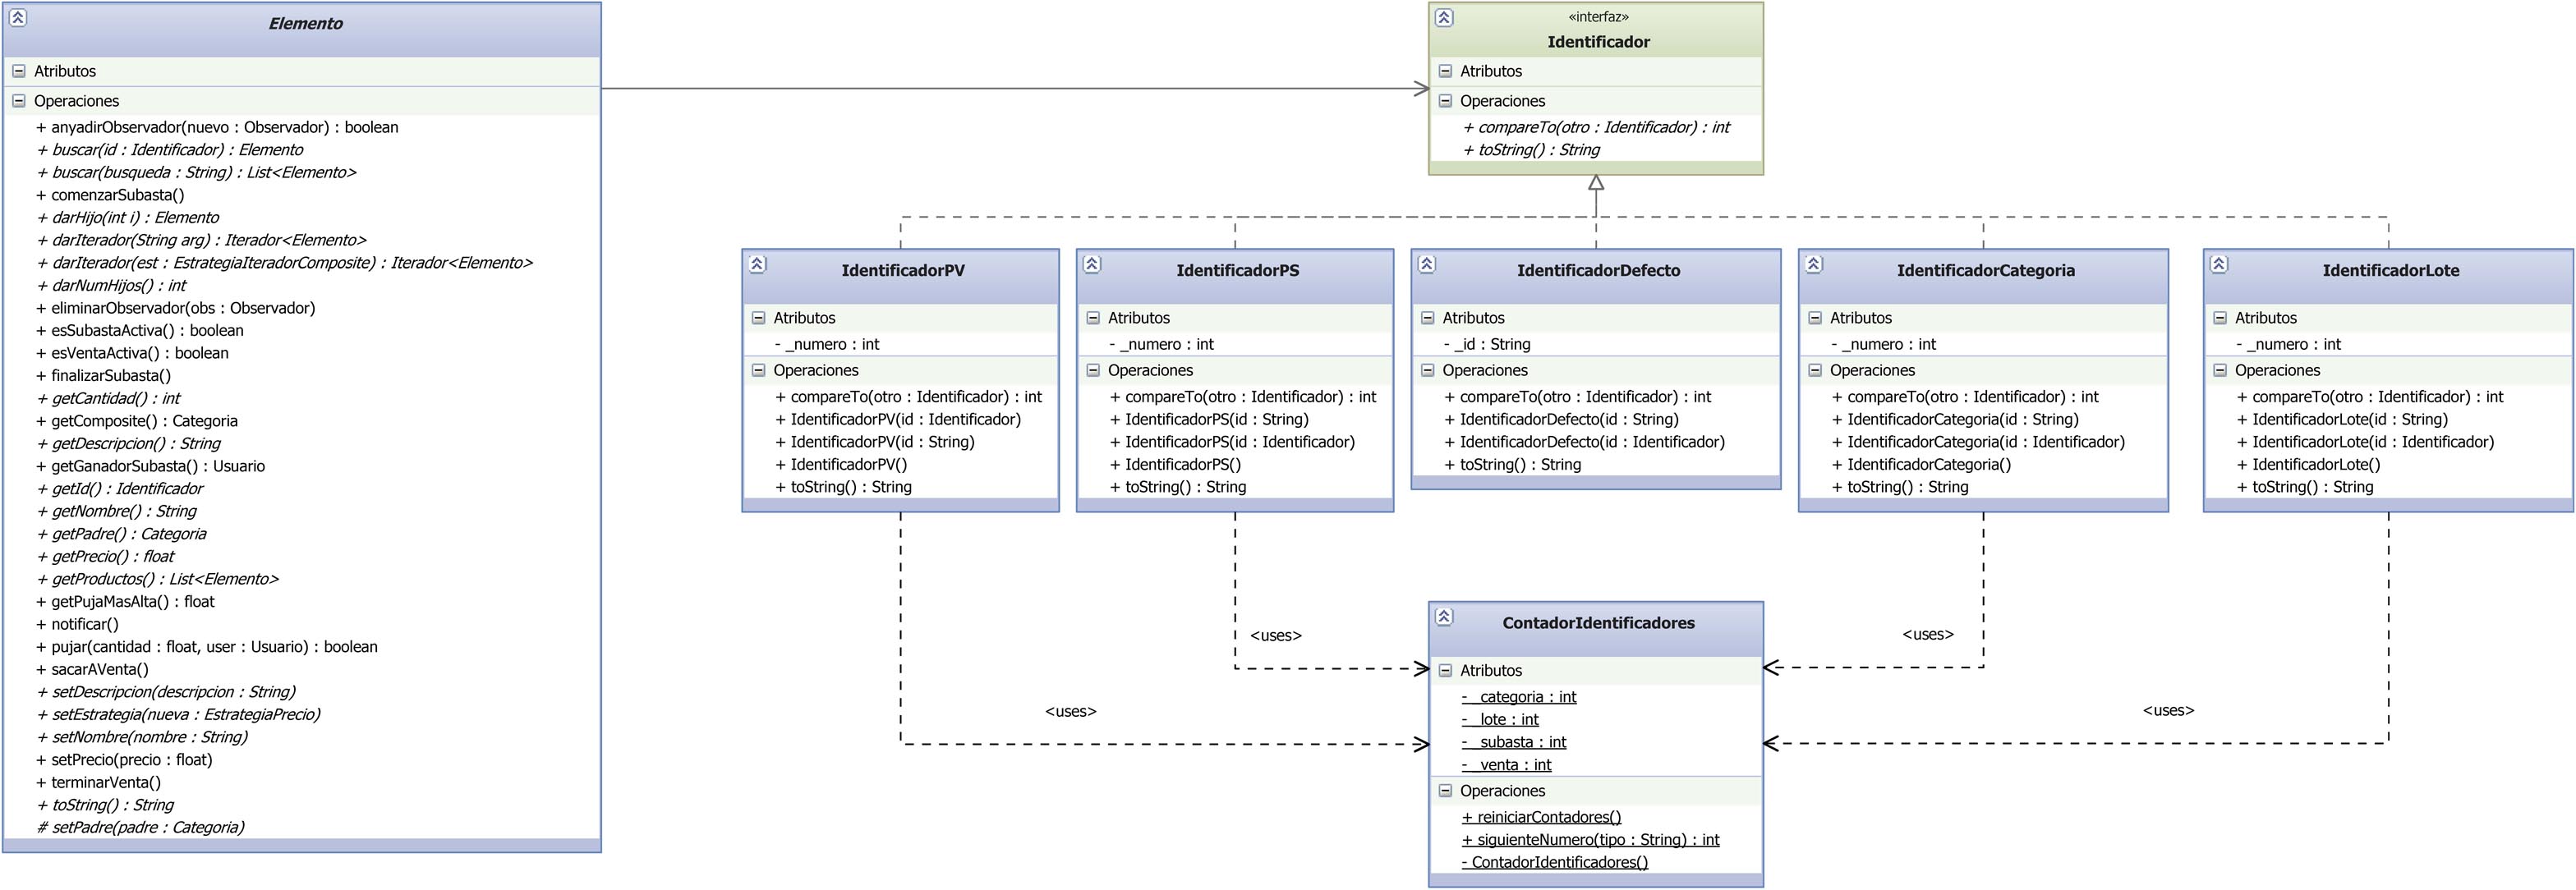 Elemento
Atributos
Operaciones
+ anyadirObservador(nuevo : Observador) : boolean
+ buscar(id : Identificador) : Elemento
+ buscar(busqueda : String) : List<Elemento>
+ comenzarSubasta()
+ darHijo(int i) : Elemento
+ darIterador(String arg) : Iterador<Elemento>
+ darIterador(est : EstrategiaIteradorComposite) : Iterador<Elemento>
+ darNumHijos() : int
+ eliminarObservador(obs : Observador)
+ esSubastaActiva() : boolean
+ esVentaActiva() : boolean
+ finalizarSubasta()
+ getCantidad() : int
+ getComposite() : Categoria
+ getDescripcion() : String
+ getGanadorSubasta() : Usuario
+ getId() : Identificador
+ getNombre() : String
+ getPadre() : Categoria
+ getPrecio() : float
+ getProductos() : List<Elemento>
+ getPujaMasAlta() : float
+ notificar()
+ pujar(cantidad : float, user : Usuario) : boolean
+ sacarAVenta()
+ setDescripcion(descripcion : String)
+ setEstrategia(nueva : EstrategiaPrecio)
+ setNombre(nombre : String)
+ setPrecio(precio : float)
+ terminarVenta()
+ toString() : String
# setPadre(padre : Categoria)
«interfaz»
Identificador
Atributos
Operaciones
+ compareTo(otro : Identificador) : int
+ toString() : String
IdentificadorPV
Atributos
- _numero : int
Operaciones
+ compareTo(otro : Identificador) : int
+ IdentificadorPV(id : Identificador)
+ IdentificadorPV(id : String)
+ IdentificadorPV()
+ toString() : String
IdentificadorPS
Atributos
- _numero : int
Operaciones
+ compareTo(otro : Identificador) : int
+ IdentificadorPS(id : String)
+ IdentificadorPS(id : Identificador)
+ IdentificadorPS()
+ toString() : String
IdentificadorDefecto
Atributos
- _id : String
Operaciones
+ compareTo(otro : Identificador) : int
+ IdentificadorDefecto(id : String)
+ IdentificadorDefecto(id : Identificador)
+ toString() : String
IdentificadorCategoria
Atributos
- _numero : int
Operaciones
+ compareTo(otro : Identificador) : int
+ IdentificadorCategoria(id : String)
+ IdentificadorCategoria(id : Identificador)
+ IdentificadorCategoria()
+ toString() : String
IdentificadorLote
Atributos
- _numero : int
Operaciones
+ compareTo(otro : Identificador) : int
+ IdentificadorLote(id : String)
+ IdentificadorLote(id : Identificador)
+ IdentificadorLote()
+ toString() : String
<uses>
<uses>
<uses>
<uses>
ContadorIdentificadores
Atributos
- _categoria : int
- _lote : int
- _subasta : int
- _venta : int
Operaciones
+ reiniciarContadores()
+ siguienteNumero(tipo : String) : int
- ContadorIdentificadores()